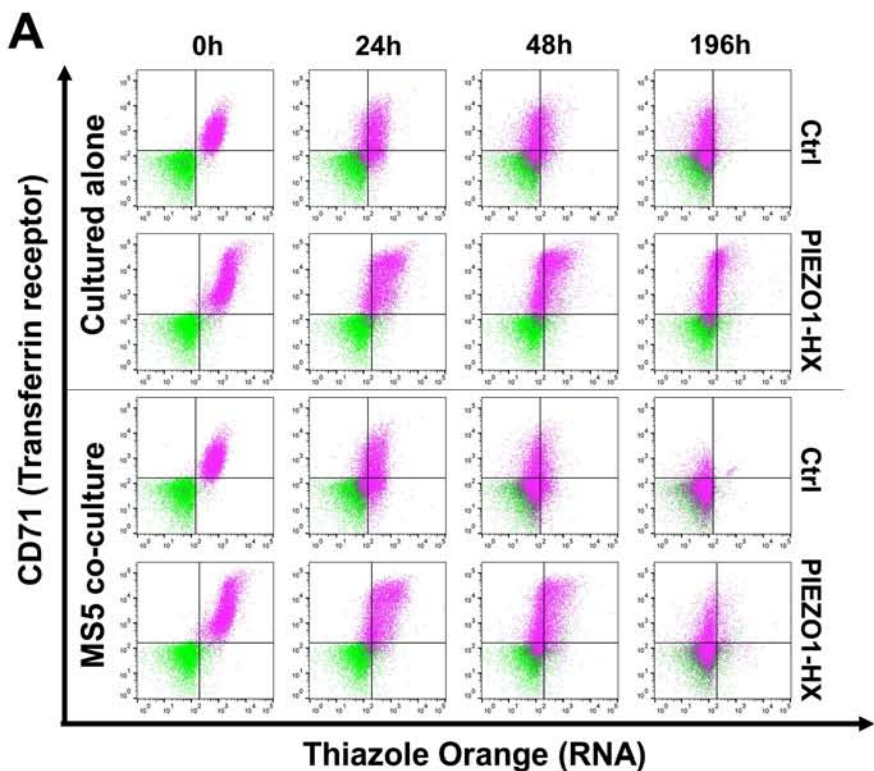 A
0h 24h 48h 196h
CD71 (Transferrin receptor)
Cultured alone
Ctrl
PIEZO1-HX
MS5 co-culture
Ctrl
PIEZO1-HX
Thiazole Orange (RNA)